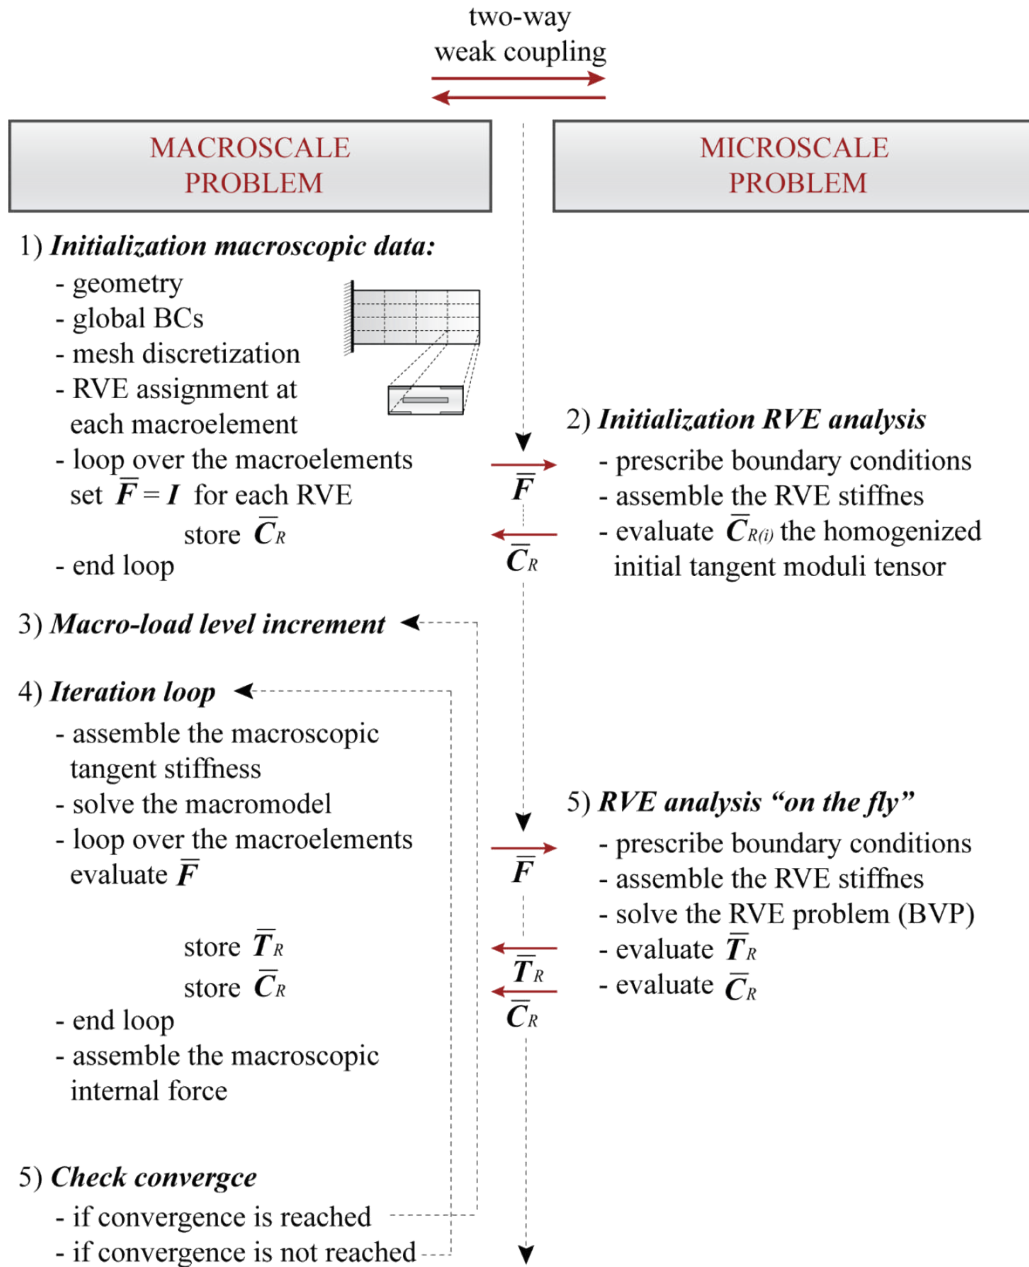 two-way
weak coupling
MACROSCALE
PROBLEM
MICROSCALE
PROBLEM
1) Initialization macroscopic data:
- geometry
- global BCs
- mesh discretization
- RVE assignment at
each macroelement
- loop over the macroelements
set F̅ = I for each RVE
store C̅R
- end loop
F̅
C̅R
2) Initialization RVE analysis
- prescribe boundary conditions
- assemble the RVE stiffnes
- evaluate C̅R(i) the homogenized
initial tangent moduli tensor
3) Macro-load level increment
4) Iteration loop
- assemble the macroscopic
tangent stiffness
- solve the macromodel
- loop over the macroelements
evaluate F̅
store T̅R
store C̅R
- end loop
- assemble the macroscopic
internal force
F̅
T̅R
C̅R
5) RVE analysis “on the fly”
- prescribe boundary conditions
- assemble the RVE stiffnes
- solve the RVE problem (BVP)
- evaluate T̅R
- evaluate C̅R
5) Check convergce
- if convergence is reached
- if convergence is not reached